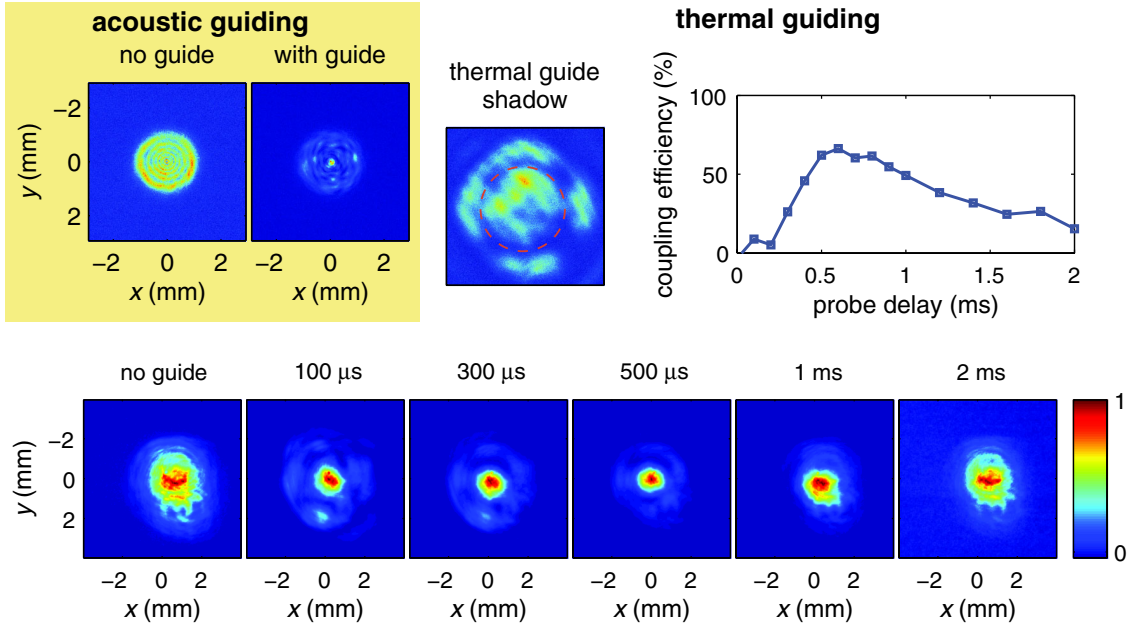 acoustic guiding
no guide
with guide
−2
0
2
y (mm)
−2 0 2
x (mm)
−2 0 2
x (mm)
thermal guiding
thermal guide
shadow
coupling efficiency (%)
100
50
0
0 0.5 1 1.5 2
probe delay (ms)
no guide
100 μs
300 μs
500 μs
1 ms
2 ms
−2
0
2
y (mm)
−2 0 2
x (mm)
−2 0 2
x (mm)
−2 0 2
x (mm)
−2 0 2
x (mm)
−2 0 2
x (mm)
−2 0 2
x (mm)
1
0